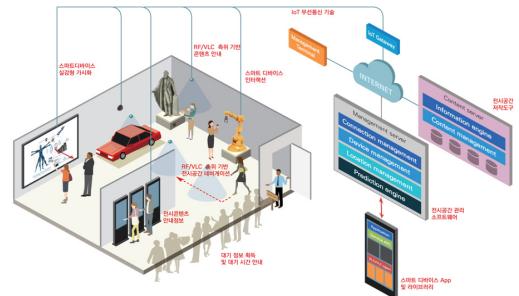 IoT 무선통신 기술
RF/VLC 측위 기반
콘텐츠 안내
IoT Gateway
Management
Terminal
스마트디바이스
실감형 가시화
스마트 디바이스
인터랙션
INTERNET
Content server
Information engine
Content management
전시공간
저작도구
Management server
Connection management
Device management
Location management
Prediction engine
RF/VLC 측위 기반
전시공간 네비게이션
전시콘텐츠
안내정보
전시공간 관리
소프트웨어
대기 정보 획득
및 대기 시간 안내
스마트 디바이스 App
및 라이브러리